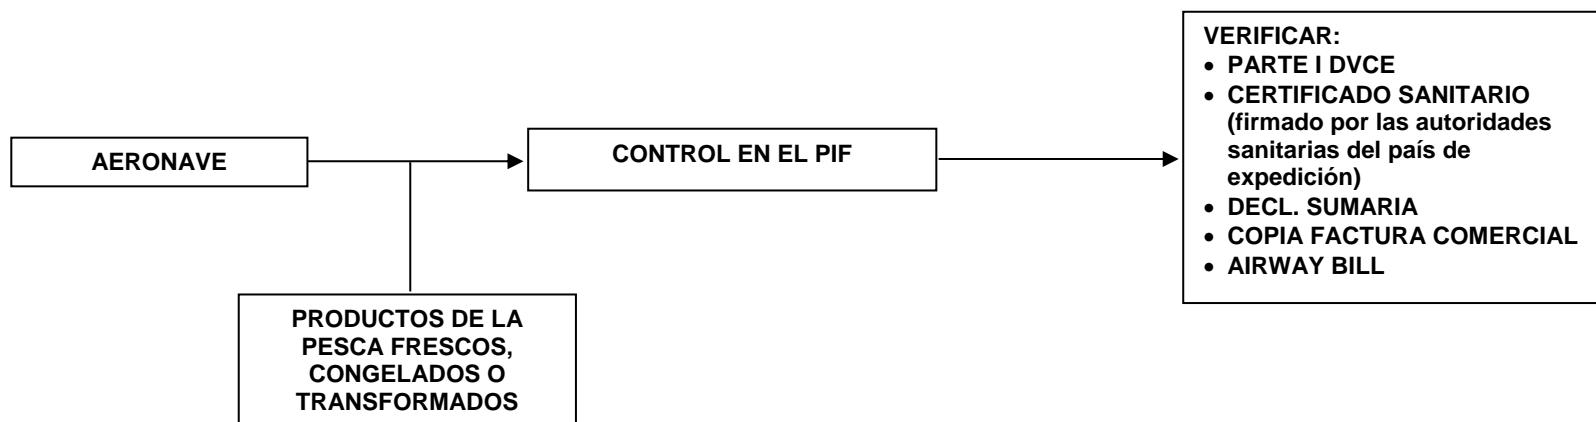 AERONAVE
CONTROL EN EL PIF
VERIFICAR:
• PARTE I DVCE
• CERTIFICADO SANITARIO
(firmado por las autoridades
sanitarias del país de
expedición)
• DECL. SUMARIA
• COPIA FACTURA COMERCIAL
• AIRWAY BILL
PRODUCTOS DE LA
PESCA FRESCOS,
CONGELADOS O
TRANSFORMADOS